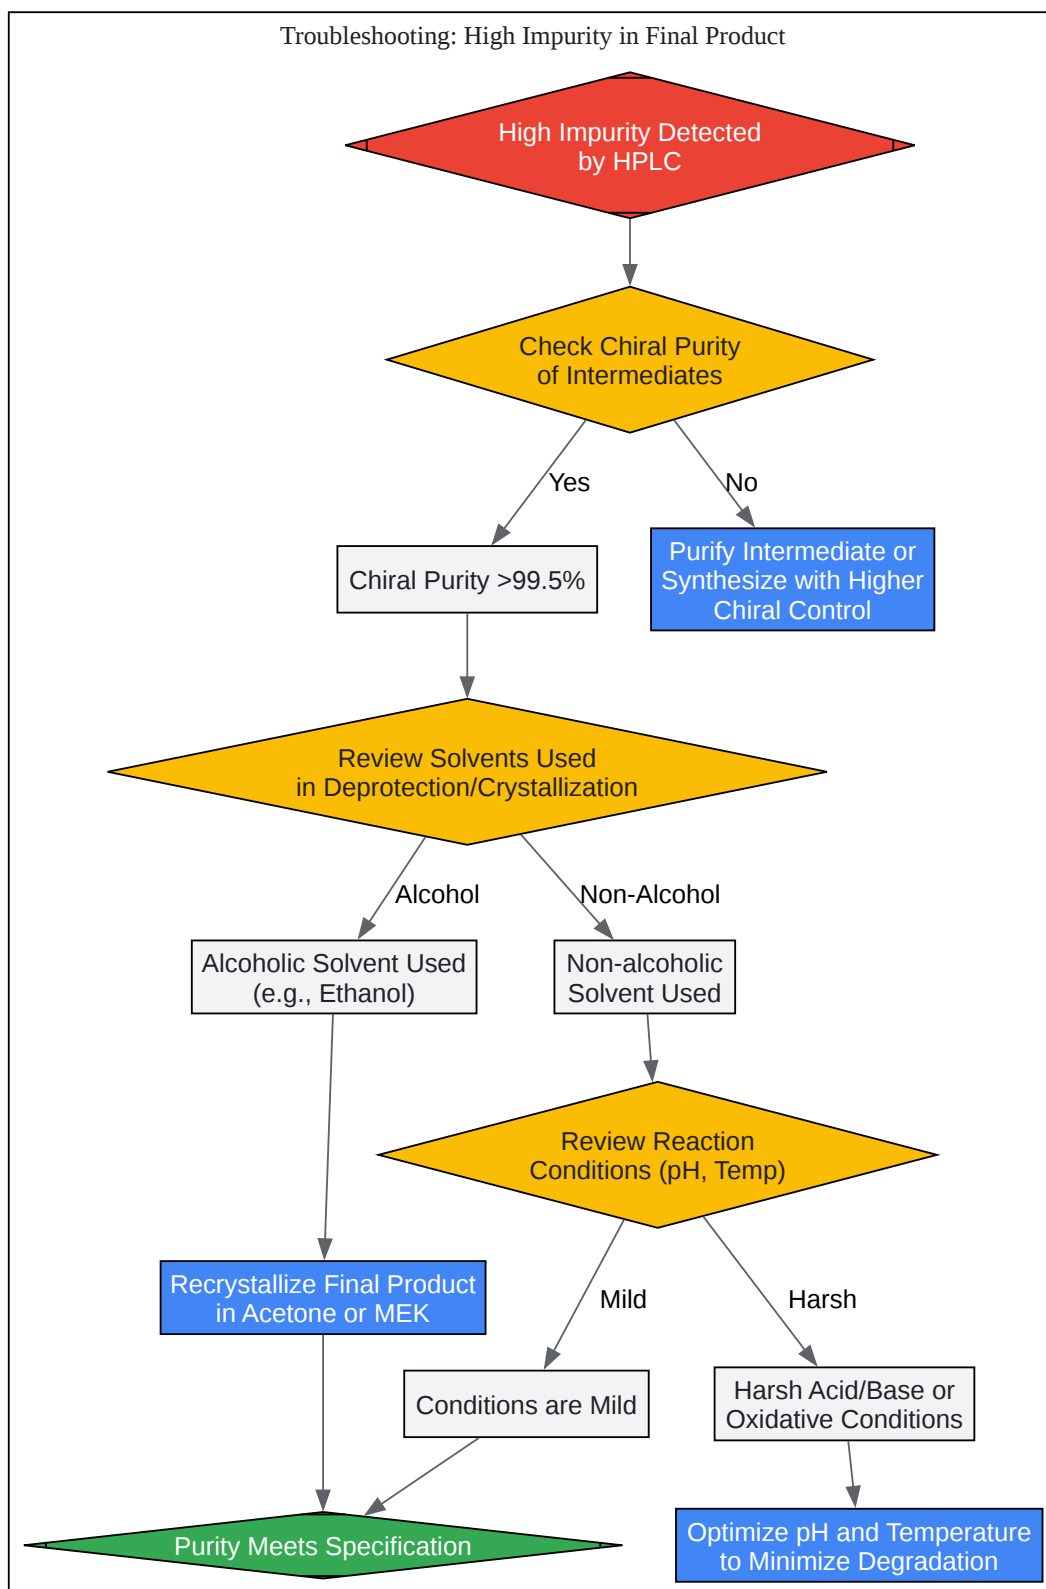 Troubleshooting: High Impurity in Final Product
High Impurity Detected
by HPLC
Check Chiral Purity
of Intermediates
Yes
No
Chiral Purity >99.5%
Purify Intermediate or
Synthesize with Higher
Chiral Control
Review Solvents Used
in Deprotection/Crystallization
Alcohol
Non-Alcohol
Alcoholic Solvent Used
(e.g., Ethanol)
Non-alcoholic
Solvent Used
Review Reaction
Conditions (pH, Temp)
Recrystallize Final Product
in Acetone or MEK
Mild
Harsh
Conditions are Mild
Harsh Acid/Base or
Oxidative Conditions
Purity Meets Specification
Optimize pH and Temperature
to Minimize Degradation